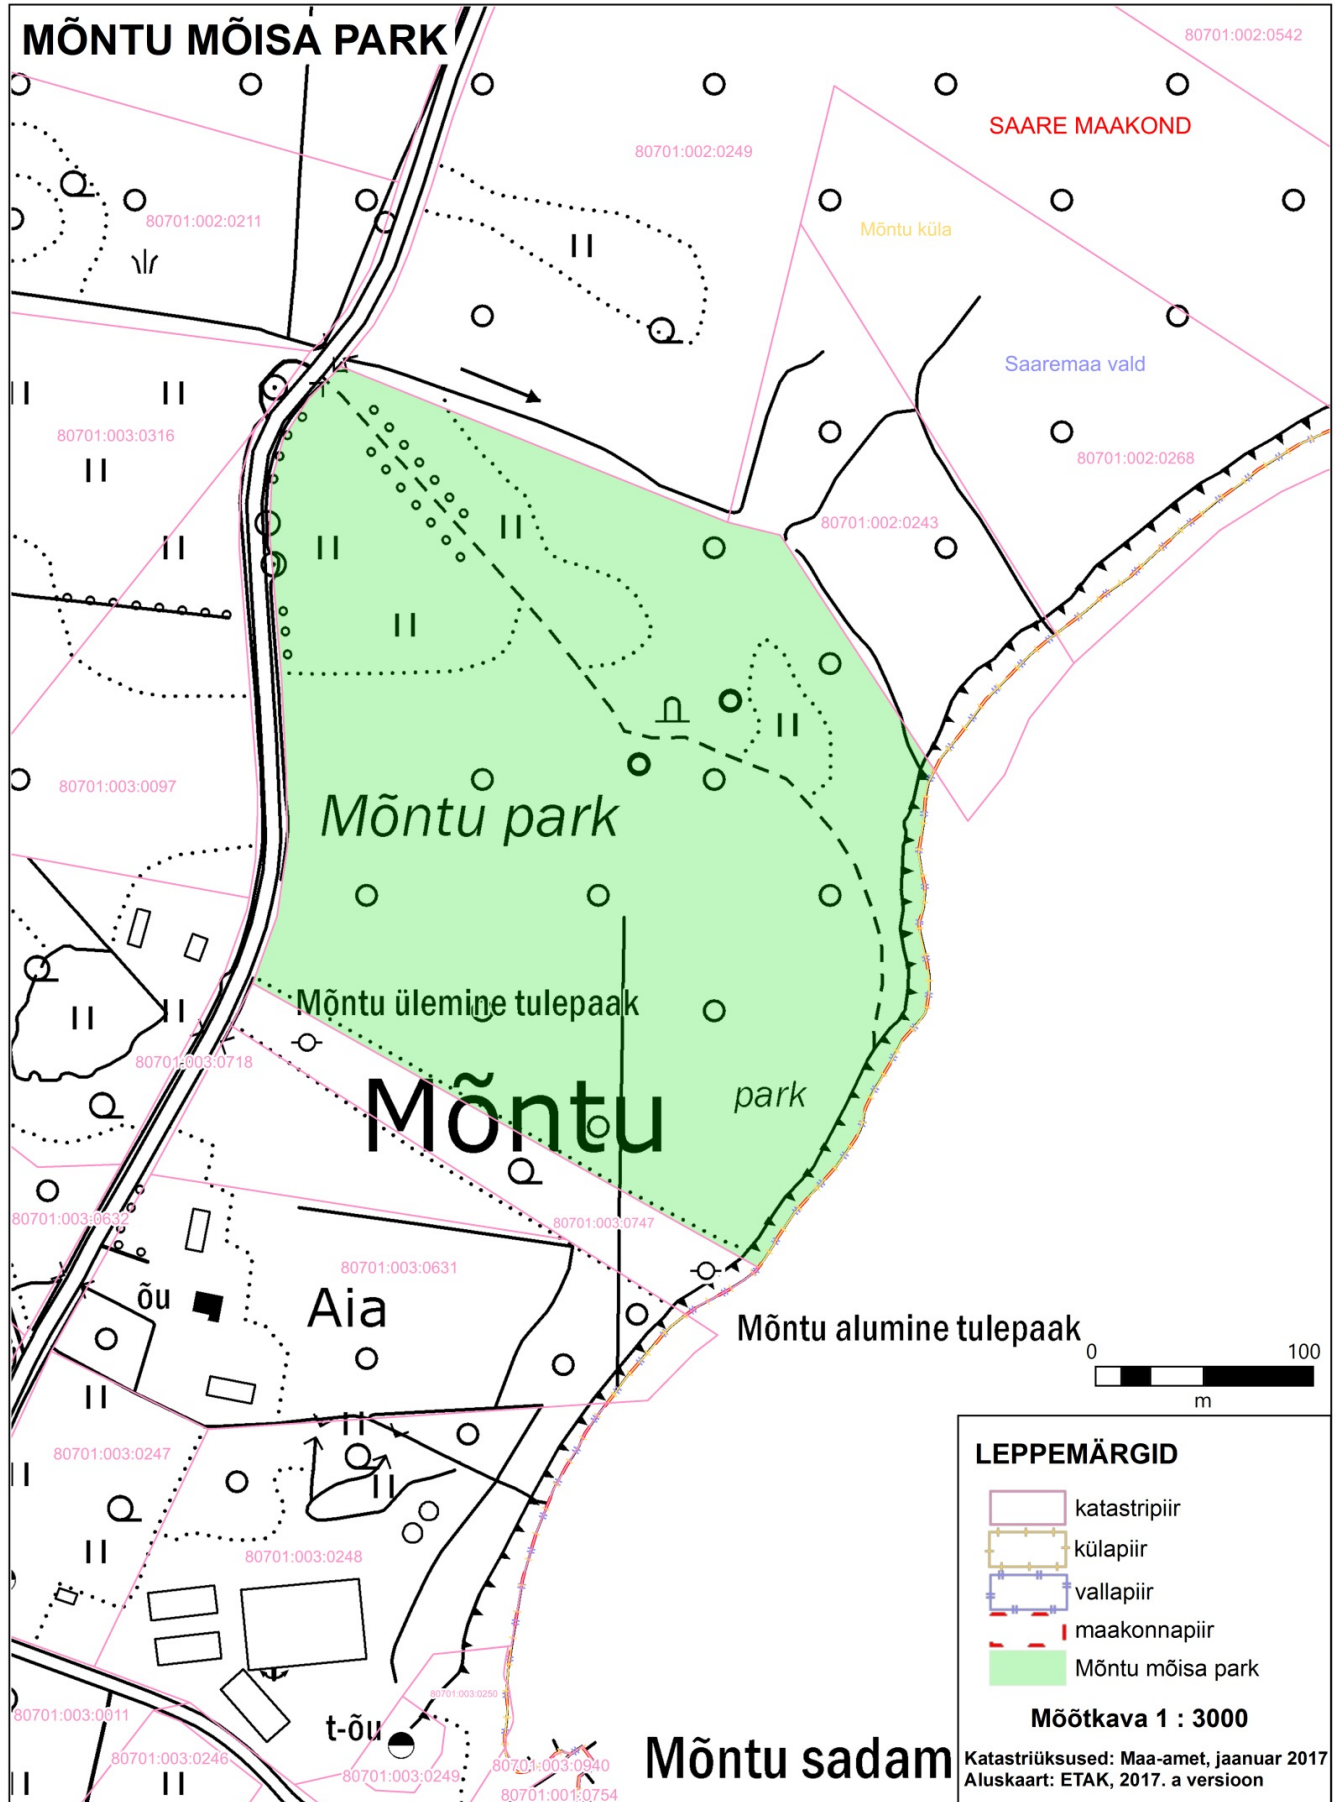 MÕNTU MÕISA PARK
80701:002:0542
SAARE MAAKOND
80701:002:0249
80701:002:0211
Mõntu küla
Saaremaa vald
80701:003:0316
80701:002:0268
80701:002:0243
80701:003:0097
Mõntu park
Mõntu ülemine tulepaak
80701:003:0718
Mõntu
park
80701:003:0632
80701:003:0747
80701:003:0631
õu
Aia
Mõntu alumine tulepaak
0 100
m
80701:003:0247
80701:003:0248
LEPPEMÄRGID
katastripiir
külapiir
vallapiir
maakonnapiir
Mõntu mõisa park
80701:003:0250
80701:003:0011
t-õu
Mõõtkava 1 : 3000
80701:003:0246
80701:003:0249
80701:003:0940
80701:001:0754
Mõntu sadam
Katastriüksused: Maa-amet, jaanuar 2017
Aluskaart: ETAK, 2017. a versioon